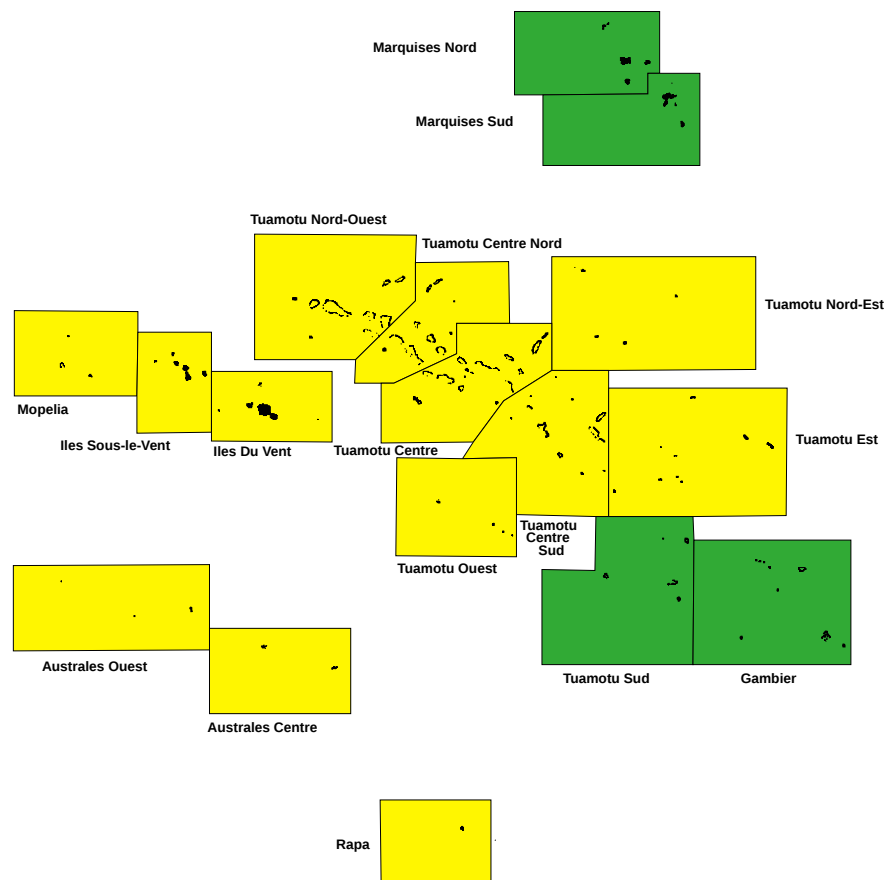 Marquises Nord
Marquises Sud
Tuamotu Nord-Ouest
Tuamotu Centre Nord
Tuamotu Nord-Est
Mopelia
Iles Sous-le-Vent
Iles Du Vent
Tuamotu Centre
Tuamotu Est
Tuamotu
Centre
Sud
Tuamotu Ouest
Australes Ouest
Tuamotu Sud
Gambier
Australes Centre
Rapa